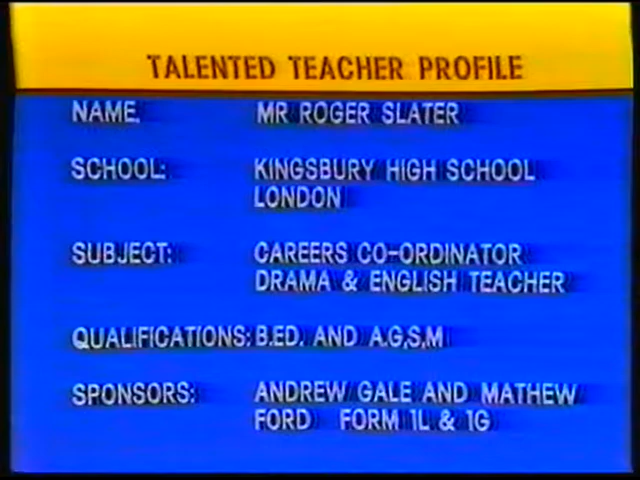 TALENTED TEACHER PROFILE
NAME. MR ROGER SLATER
SCHOOL: KINGSBURY HIGH SCHOOL
LONDON
SUBJECT: CAREERS CO-ORDINATOR
DRAMA & ENGLISH TEACHER
QUALIFICATIONS: B.ED. AND A.G,S,M
SPONSORS: ANDREW GALE AND MATHEW
FORD FORM 1L & 1G